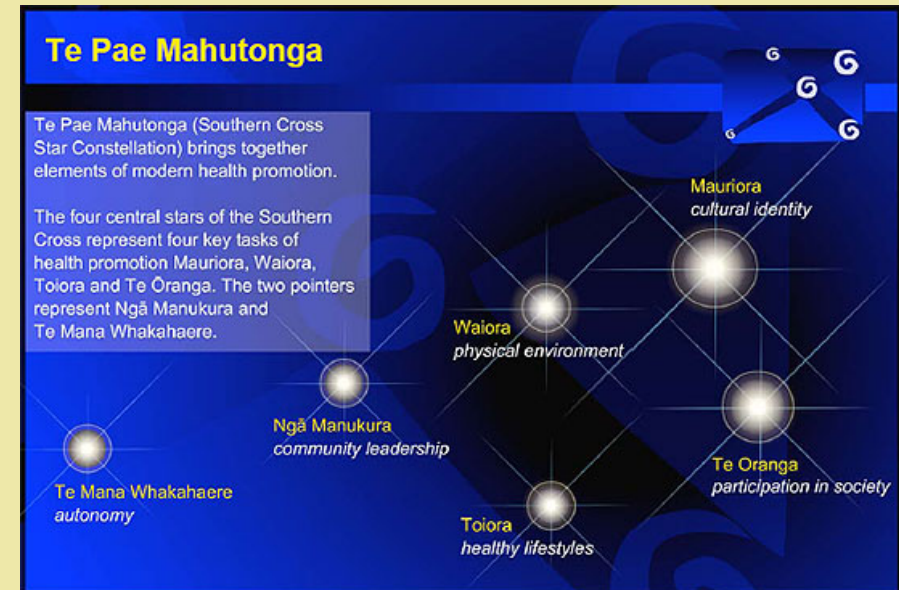 Te Pae Mahutonga
Te Pae Mahutonga (Southern Cross
Star Constellation) brings together
elements of modern health promotion.
The four central stars of the Southern
Cross represent four key tasks of
health promotion Mauriora, Waiora,
Toiora and Te Ōranga. The two pointers
represent Ngā Manukura and
Te Mana Whakahaere.
Mauriora
cultural identity
Waiora
physical environment
Ngā Manukura
community leadership
Te Oranga
participation in society
Te Mana Whakahaere
autonomy
Toiora
healthy lifestyles